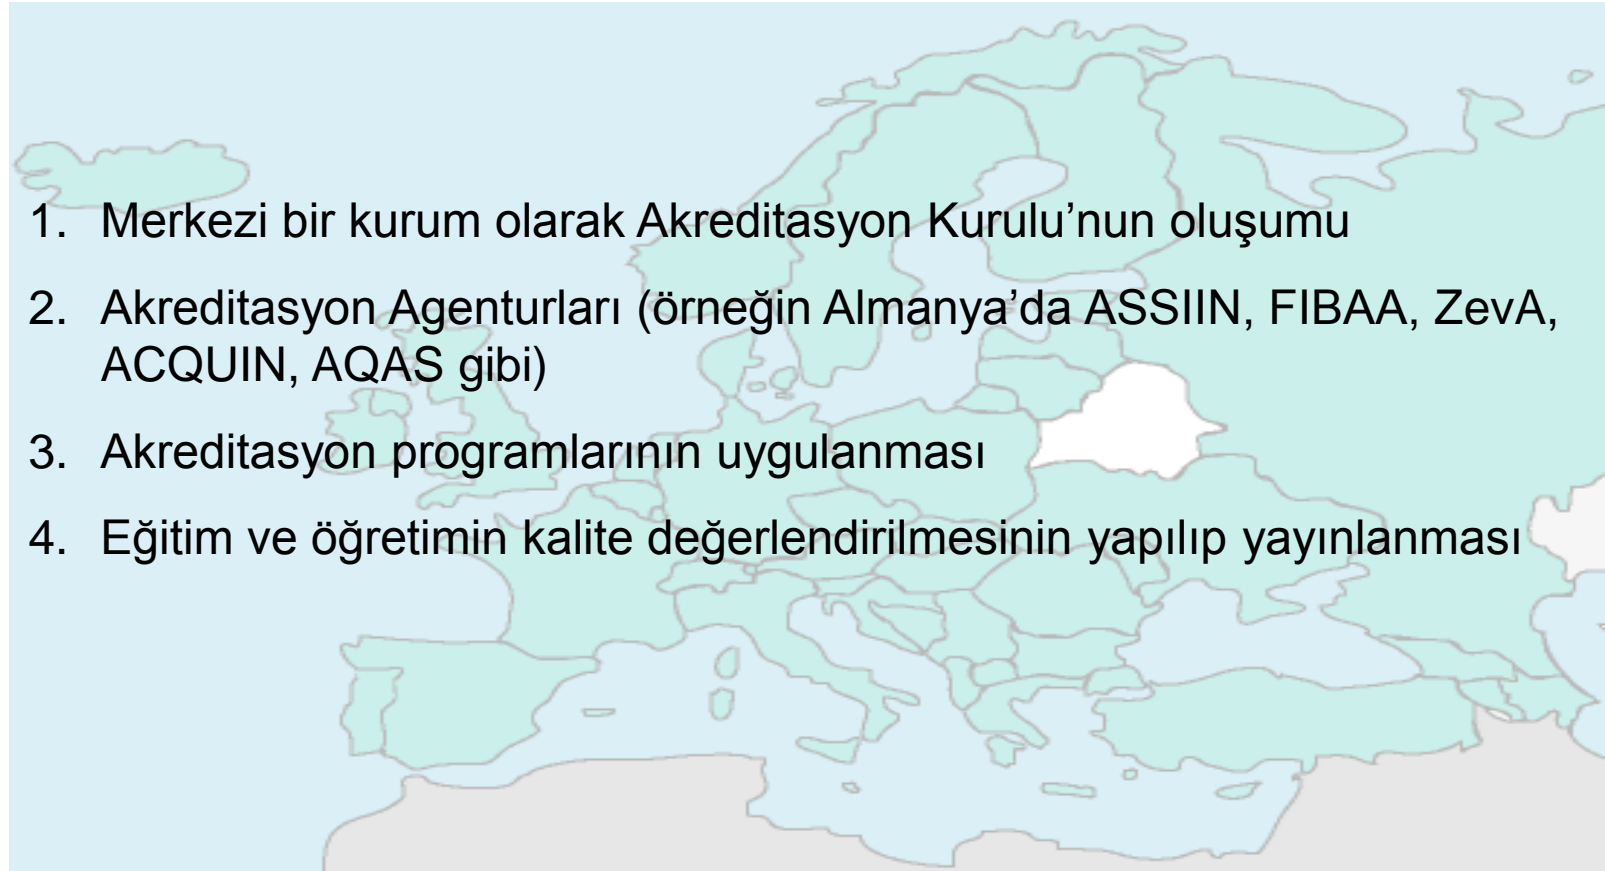 1. Merkezi bir kurum olarak Akreditasyon Kurulu’nun oluşumu
2. Akreditasyon Agenturları (örneğin Almanya’da ASSIIN, FIBAA, ZevA,
ACQUIN, AQAS gibi)
3. Akreditasyon programlarının uygulanması
4. Eğitim ve öğretimin kalite değerlendirilmesinin yapılıp yayınlanması